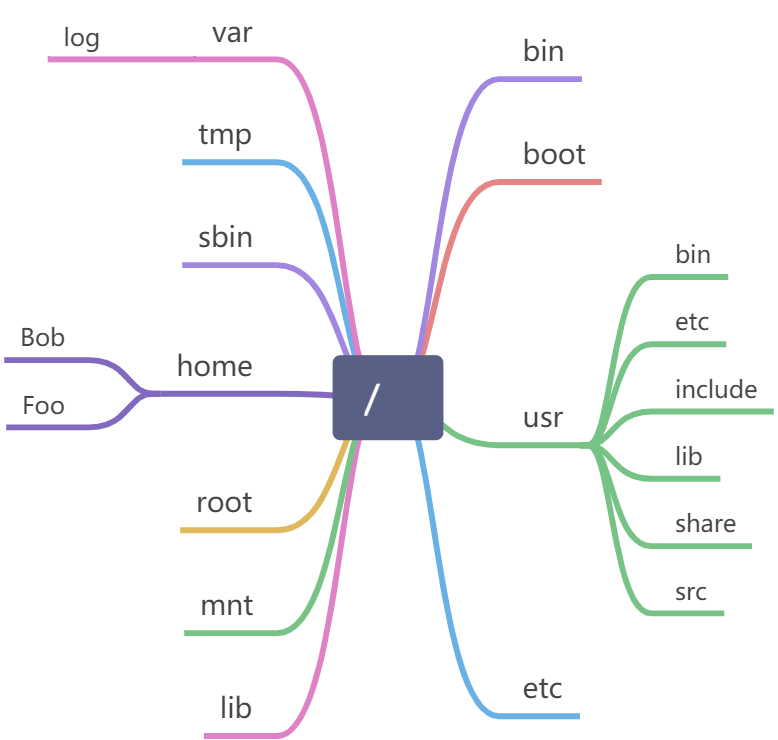 log
var
tmp
sbin
Bob
Foo
home
root
mnt
lib
/
bin
boot
usr
bin
etc
include
lib
share
src
etc